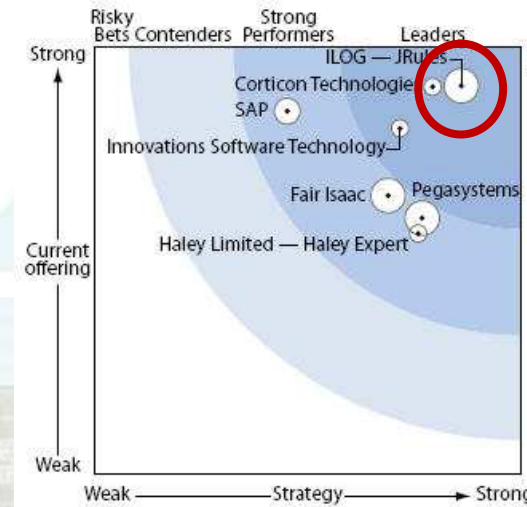 Risky
Bets
Contenders
Strong
Performers
Leaders
Strong
ILOG — JRules
Corticon Technologies
SAP
Innovations Software Technology
Fair Isaac
Pegasystems
Haley Limited — Haley Expert
Current
offering
Weak
Weak
Strategy
Strong